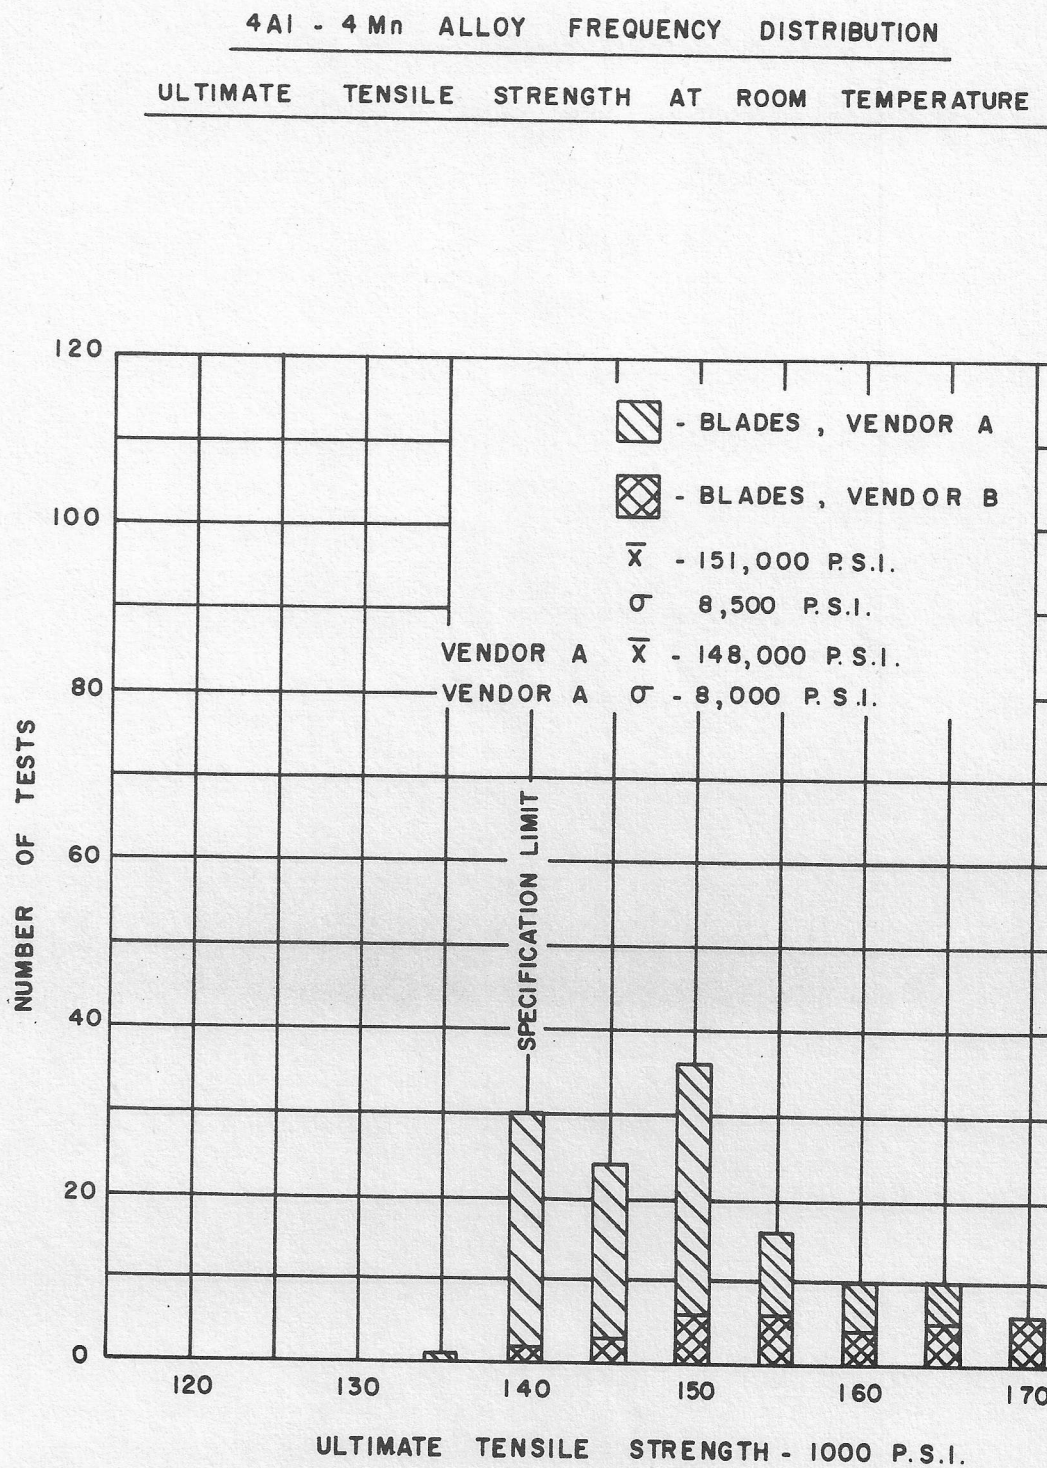 4Al - 4Mn ALLOY FREQUENCY DISTRIBUTION
ULTIMATE TENSILE STRENGTH AT ROOM TEMPERATURE
120
- BLADES, VENDOR A
100
- BLADES, VENDOR B
X̅ - 151,000 P.S.I.
σ 8,500 P.S.I.
VENDOR A X̅ - 148,000 P.S.I.
80
VENDOR A σ - 8,000 P.S.I.
NUMBER OF TESTS
60
SPECIFICATION LIMIT
40
20
0
120 130 140 150 160 170
ULTIMATE TENSILE STRENGTH - 1000 P.S.I.